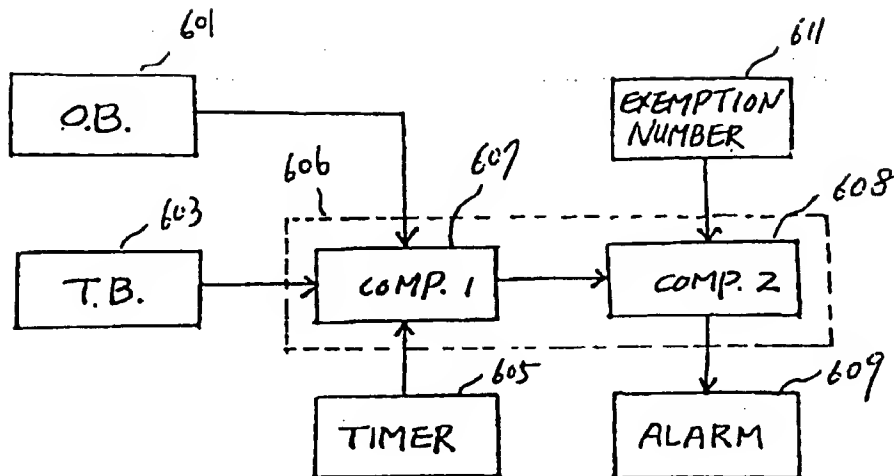 601
611
O.B.
EXEMPTION
NUMBER
606
607
608
603
T.B.
COMP. 1
COMP. 2
605
609
TIMER
ALARM